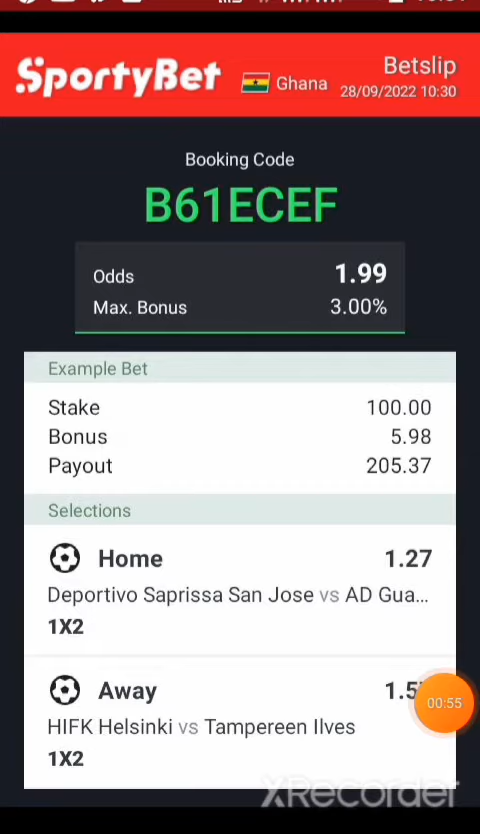 SportyBet
Ghana
Betslip
28/09/2022 10:30
Booking Code
B61ECEF
Odds 1.99
Max. Bonus 3.00%
Example Bet
Stake 100.00
Bonus 5.98
Payout 205.37
Selections
Home 1.27
Deportivo Saprissa San Jose vs AD Gua...
1X2
Away
00:55
HIFK Helsinki vs Tampereen Ilves
1X2
XRecorder